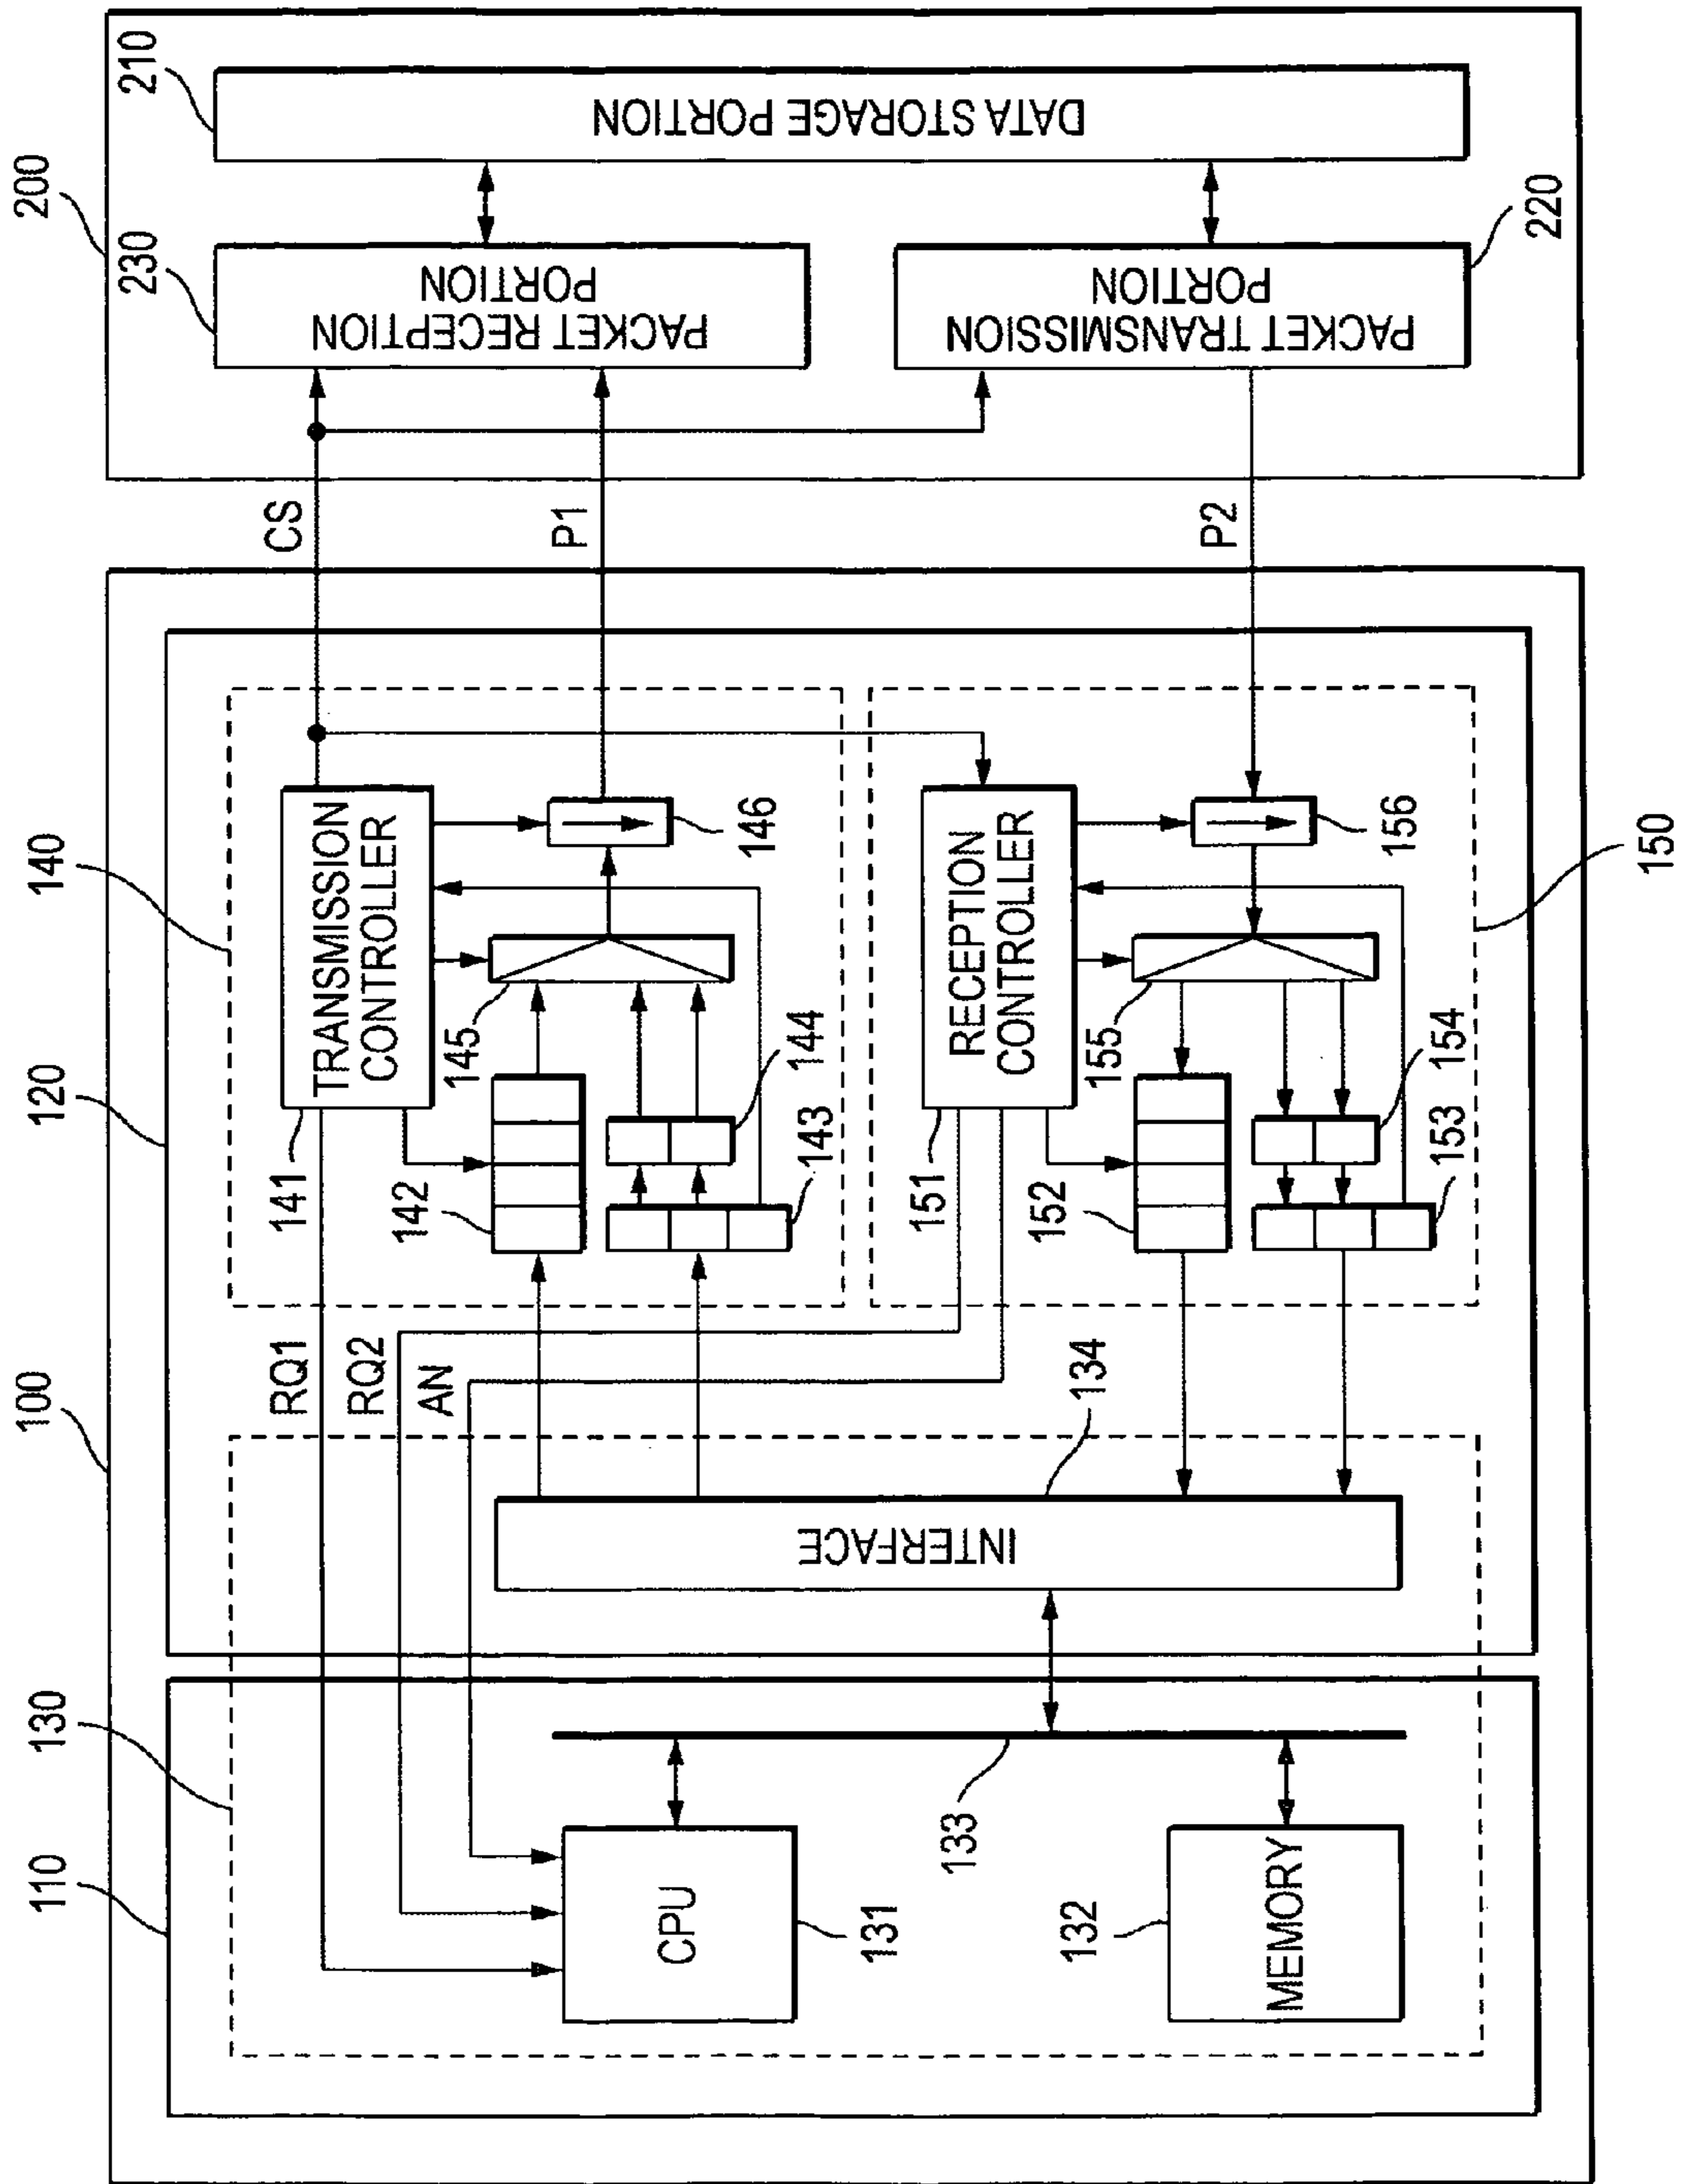 100
200
110
130
120
140
230
210
RQ1
RQ2
AN
CS
P1
P2
TRANSMISSION
CONTROLLER
141
142
143
144
145
146
RECEPTION
CONTROLLER
151
152
153
154
155
156
150
CPU
131
MEMORY
132
133
INTERFACE
134
PACKET RECEPTION
PORTION
PACKET TRANSMISSION
PORTION
220
DATA STORAGE PORTION